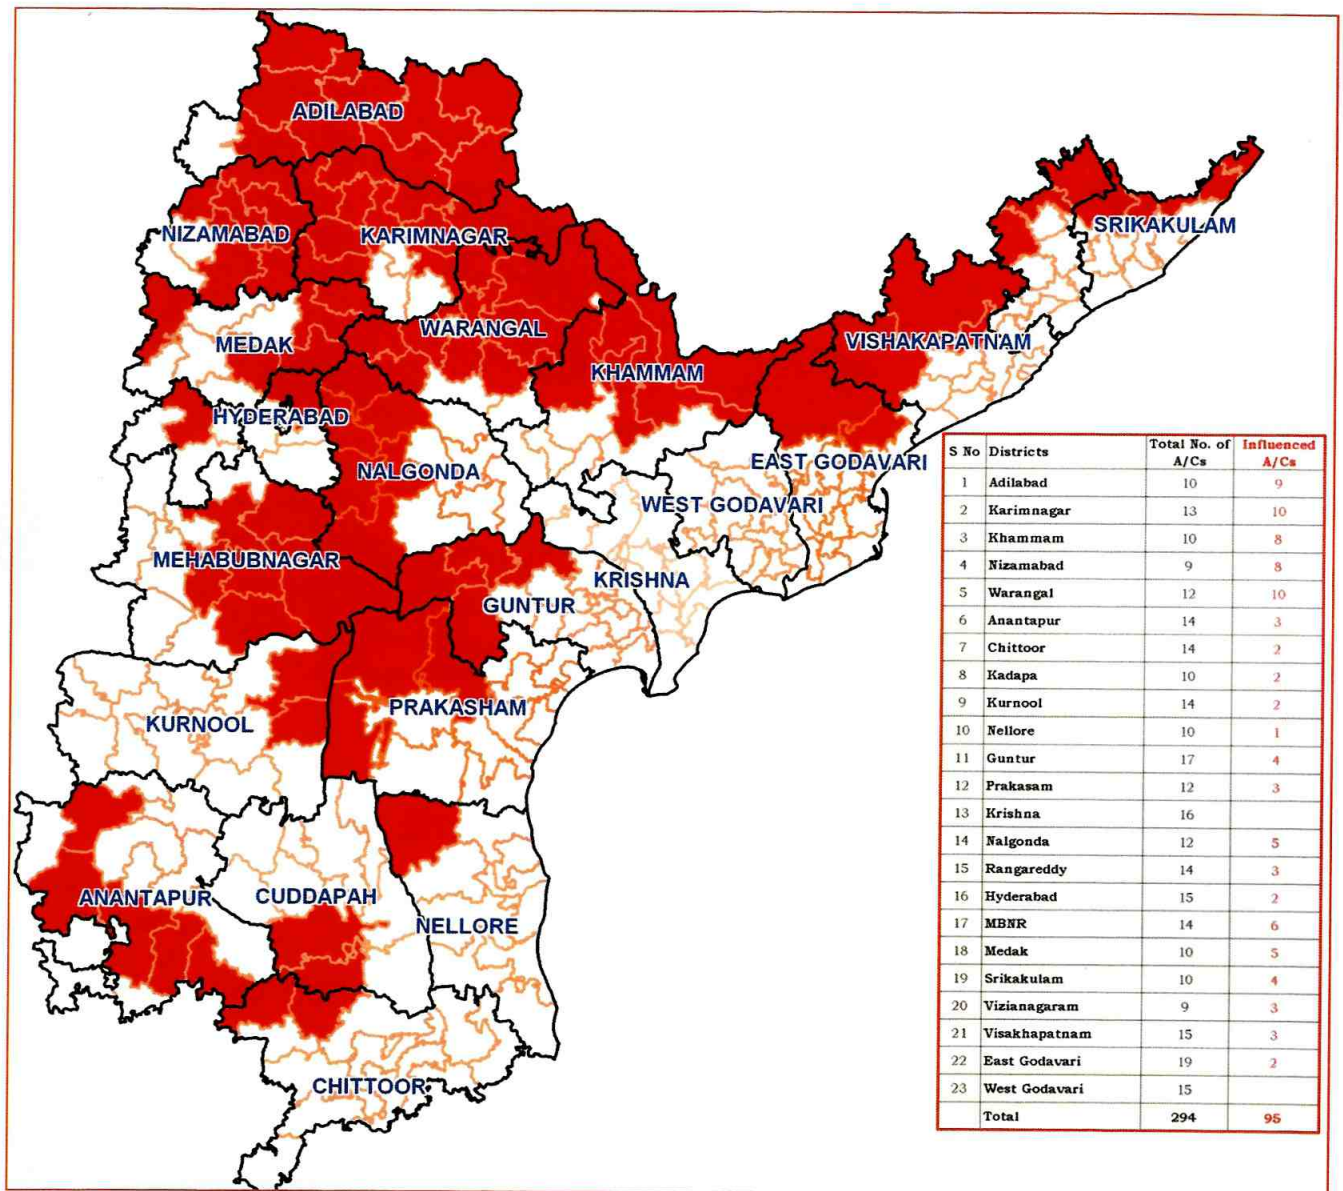 ADILABAD
NIZAMABAD
KARIMNAGAR
SRIKAKULAM
MEDAK
WARANGAL
VISHAKAPATNAM
KHAMMAM
HYDERABAD
NALGONDA
EAST GODAVARI
WEST GODAVARI
MEHABUBNAGAR
KRISHNA
GUNTUR
PRAKASHAM
KURNOOL
ANANTAPUR
CUDDAPAH
NELLORE
CHITTOOR
S No Districts Total No. of A/Cs Influenced A/Cs
1 Adilabad 10 9
2 Karimnagar 13 10
3 Khammam 10 8
4 Nizamabad 9 8
5 Warangal 12 10
6 Anantapur 14 3
7 Chittoor 14 2
8 Kadapa 10 2
9 Kurnool 14 2
10 Nellore 10 1
11 Guntur 17 4
12 Prakasam 12 3
13 Krishna 16
14 Nalgonda 12 5
15 Rangareddy 14 3
16 Hyderabad 15 2
17 MBNR 14 6
18 Medak 10 5
19 Srikakulam 10 4
20 Vizianagaram 9 3
21 Visakhapatnam 15 3
22 East Godavari 19 2
23 West Godavari 15
Total 294 95